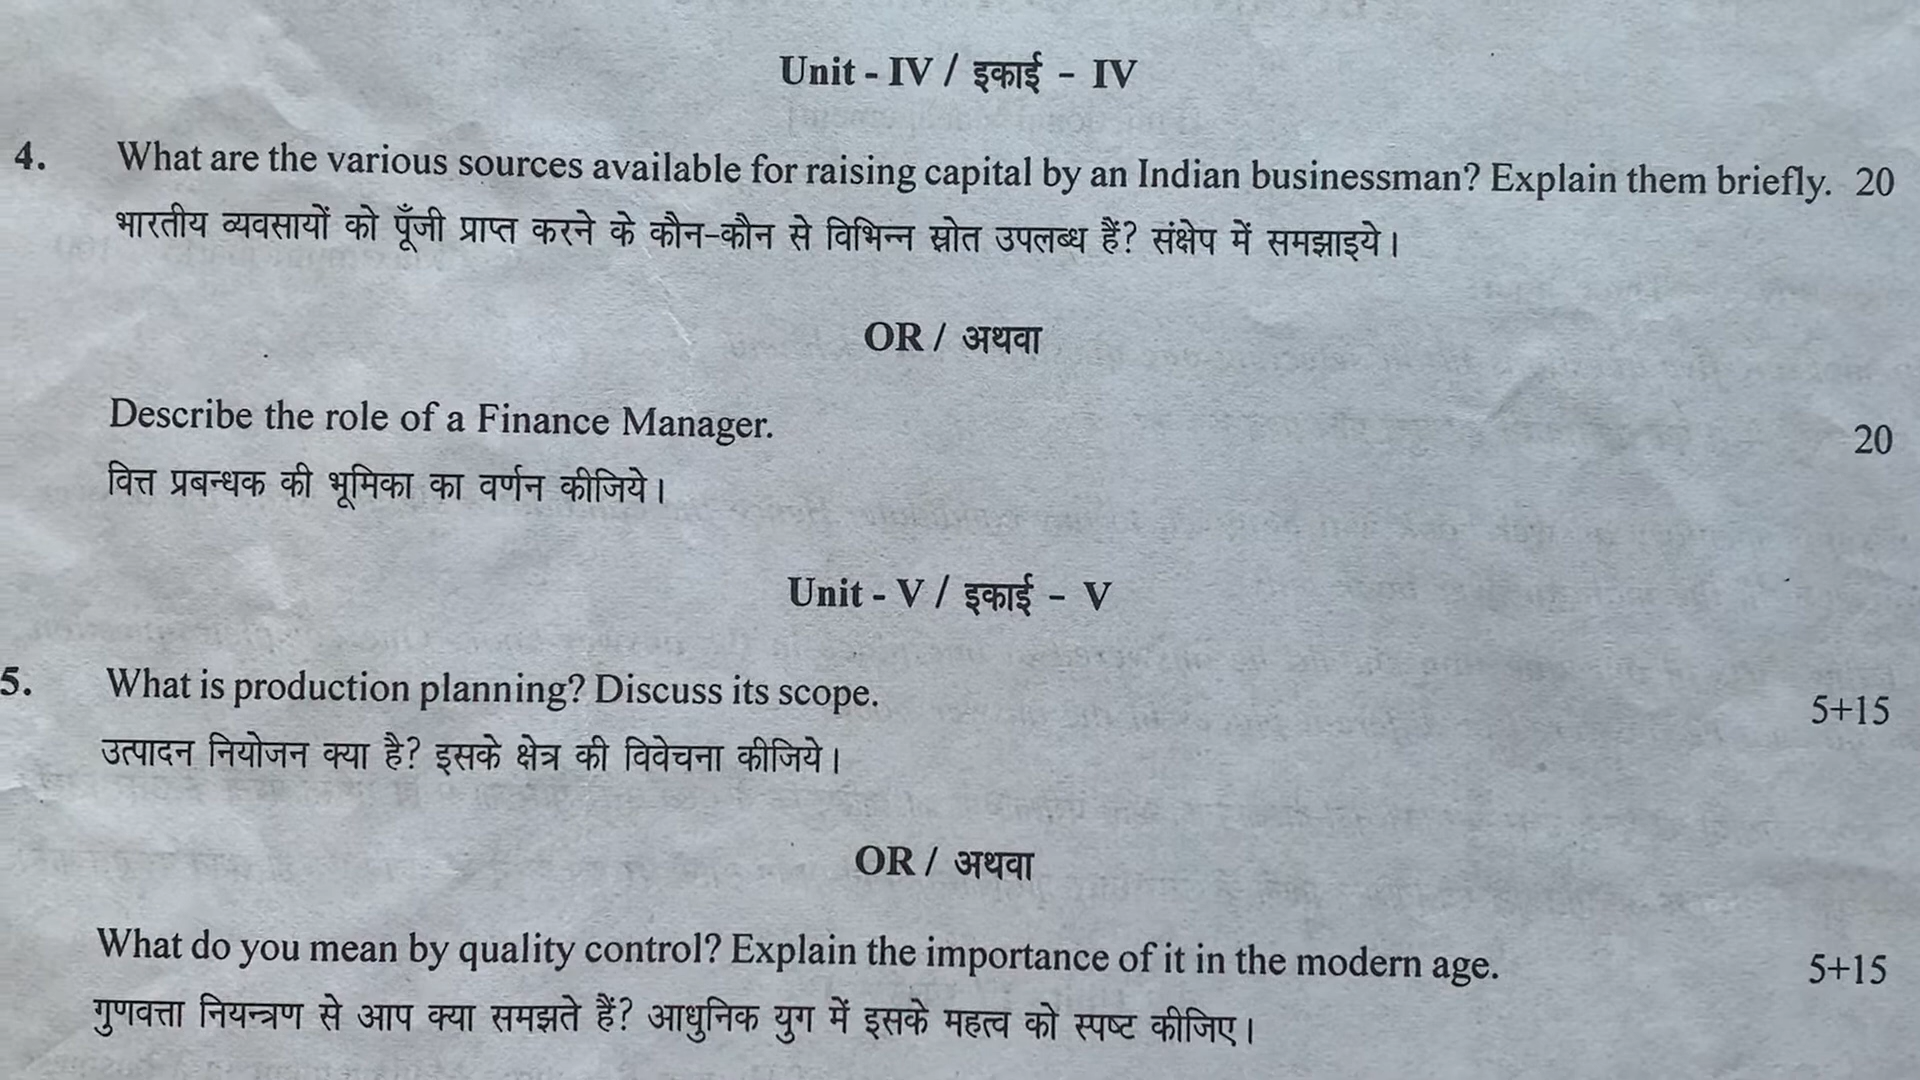 Unit - IV / इकाई - IV
4. What are the various sources available for raising capital by an Indian businessman? Explain them briefly. 20
भारतीय व्यवसायों को पूँजी प्राप्त करने के कौन-कौन से विभिन्न स्रोत उपलब्ध हैं? संक्षेप में समझाइये।
OR / अथवा
Describe the role of a Finance Manager. 20
वित्त प्रबन्धक की भूमिका का वर्णन कीजिये।
Unit - V / इकाई - V
5. What is production planning? Discuss its scope. 5+15
उत्पादन नियोजन क्या है? इसके क्षेत्र की विवेचना कीजिये।
OR / अथवा
What do you mean by quality control? Explain the importance of it in the modern age. 5+15
गुणवत्ता नियन्त्रण से आप क्या समझते हैं? आधुनिक युग में इसके महत्व को स्पष्ट कीजिए।